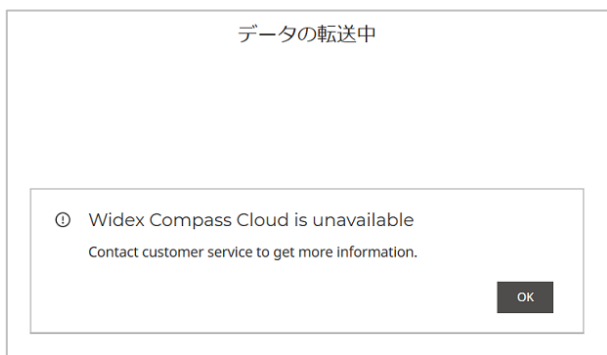 データの転送中
Widex Compass Cloud is unavailable
Contact customer service to get more information.
OK